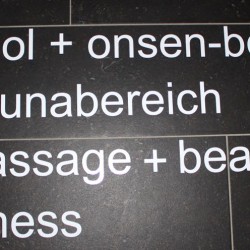 ol + onsen-be
unabereich
assage + bea
ness